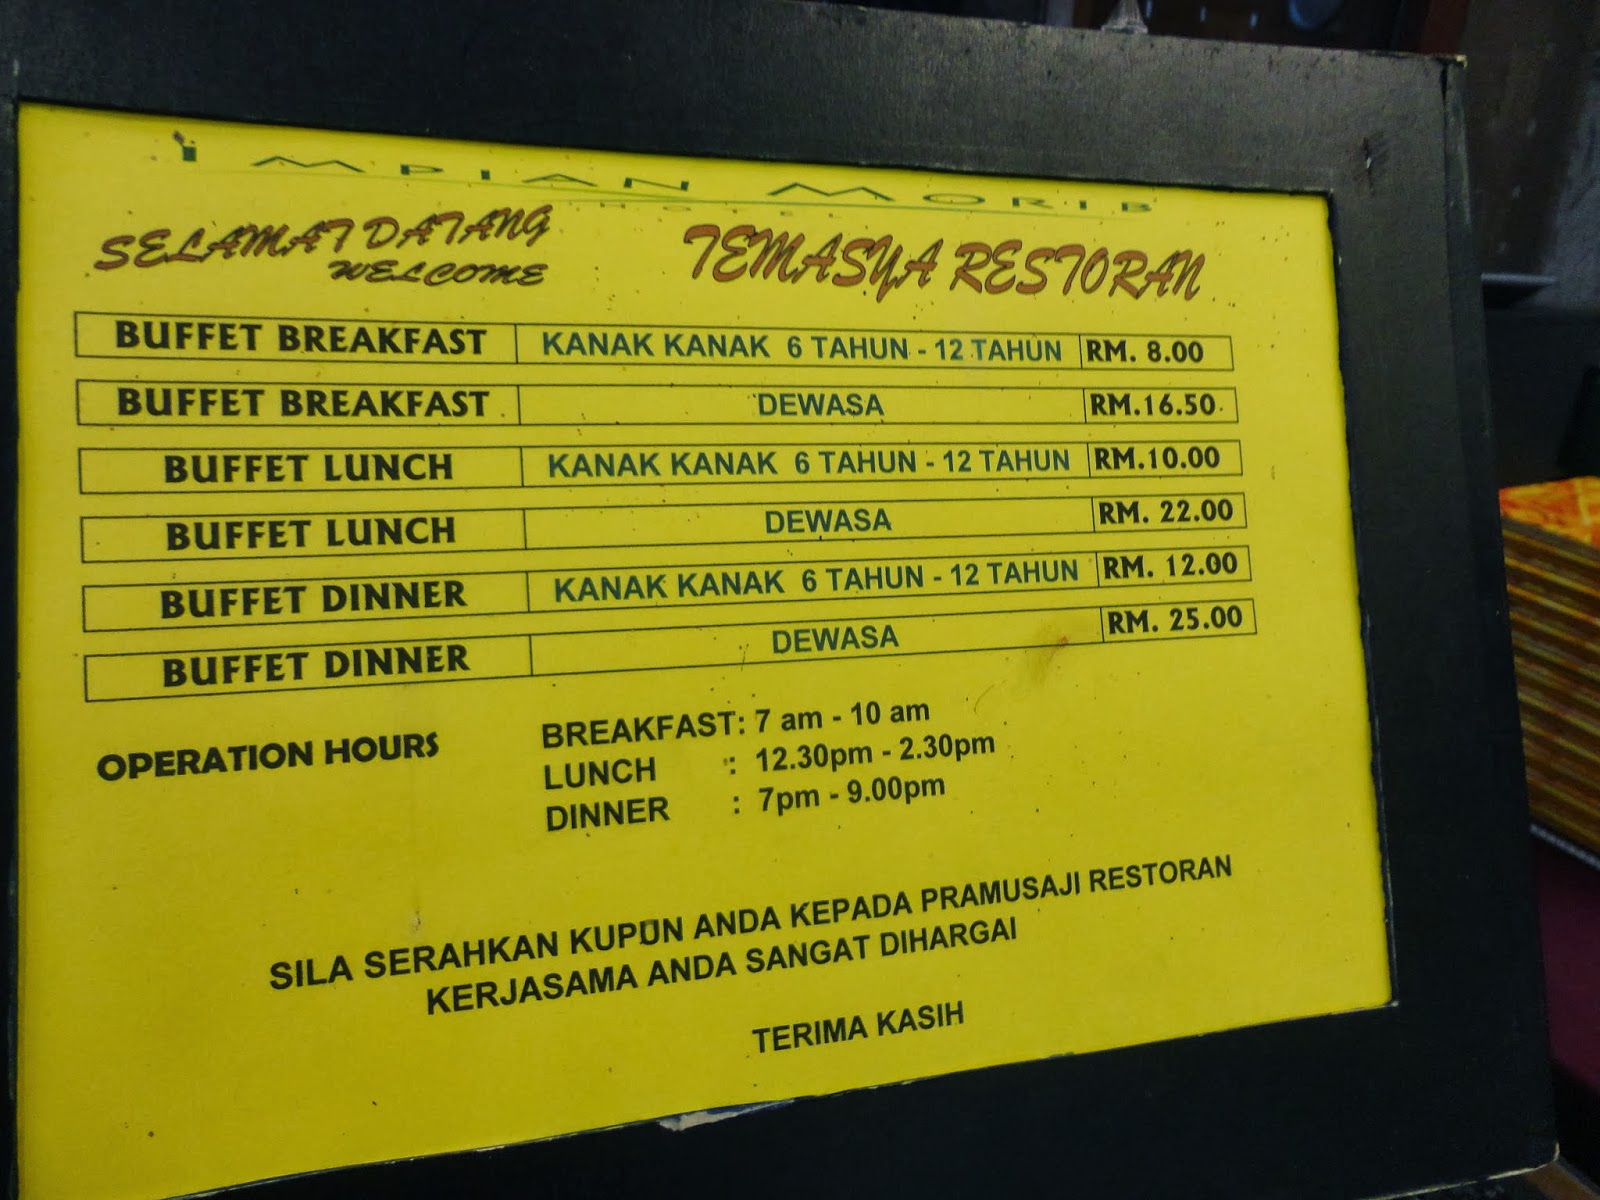 IMPIAN MORIB
HOTEL
SELAMAT DATANG
WELCOME
TEMASYA RESTORAN
BUFFET BREAKFAST KANAK KANAK 6 TAHUN - 12 TAHUN RM. 8.00
BUFFET BREAKFAST DEWASA RM.16.50
BUFFET LUNCH KANAK KANAK 6 TAHUN - 12 TAHUN RM.10.00
BUFFET LUNCH DEWASA RM. 22.00
BUFFET DINNER KANAK KANAK 6 TAHUN - 12 TAHUN RM. 12.00
BUFFET DINNER DEWASA RM. 25.00
OPERATION HOURS
BREAKFAST: 7 am - 10 am
LUNCH : 12.30pm - 2.30pm
DINNER : 7pm - 9.00pm
SILA SERAHKAN KUPUN ANDA KEPADA PRAMUSAJI RESTORAN
KERJASAMA ANDA SANGAT DIHARGAI
TERIMA KASIH